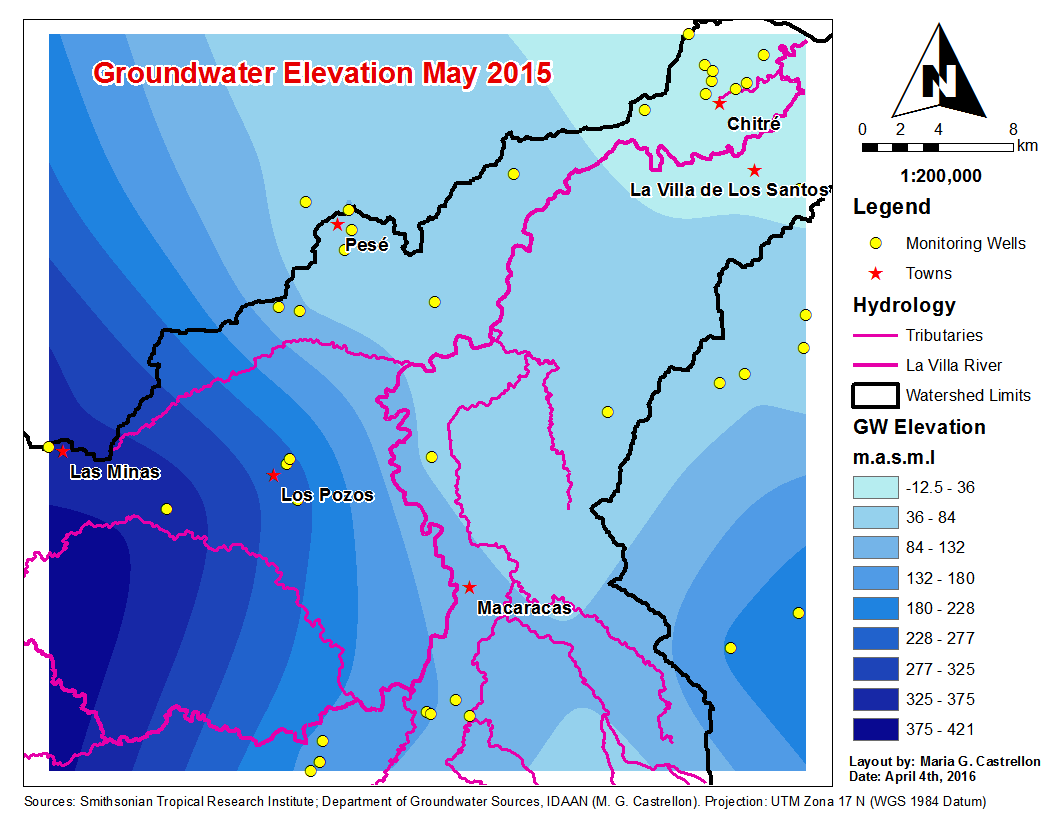 Groundwater Elevation May 2015
N
0 2 4 8
km
1:200,000
Chitré
La Villa de Los Santos
Pesé
Las Minas
Los Pozos
Macaracas
Legend
Monitoring Wells
Towns
Hydrology
Tributaries
La Villa River
Watershed Limits
GW Elevation
m.a.s.m.l
-12.5 - 36
36 - 84
84 - 132
132 - 180
180 - 228
228 - 277
277 - 325
325 - 375
375 - 421
Layout by: Maria G. Castrellon
Date: April 4th, 2016
Sources: Smithsonian Tropical Research Institute; Department of Groundwater Sources, IDAAN (M. G. Castrellon). Projection: UTM Zona 17 N (WGS 1984 Datum)